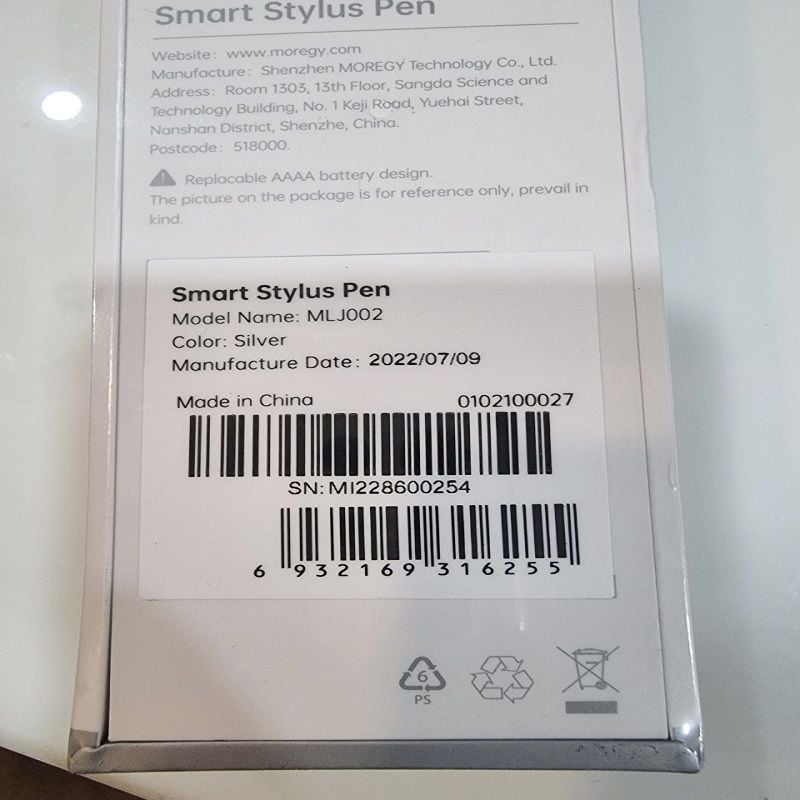 Smart Stylus Pen
Website: www.moregy.com
Manufacture: Shenzhen MOREGY Technology Co., Ltd.
Address: Room 1303, 13th Floor, Sangda Science and
Technology Building, No. 1 Keji Road, Yuehai Street,
Nanshan District, Shenzhe, China.
Postcode: 518000.
Replacable AAAA battery design.
The picture on the package is for reference only, prevail in
kind.
Smart Stylus Pen
Model Name: MLJ002
Color: Silver
Manufacture Date: 2022/07/09
Made in China 0102100027
SN: MI228600254
6 932169 316255
6
PS